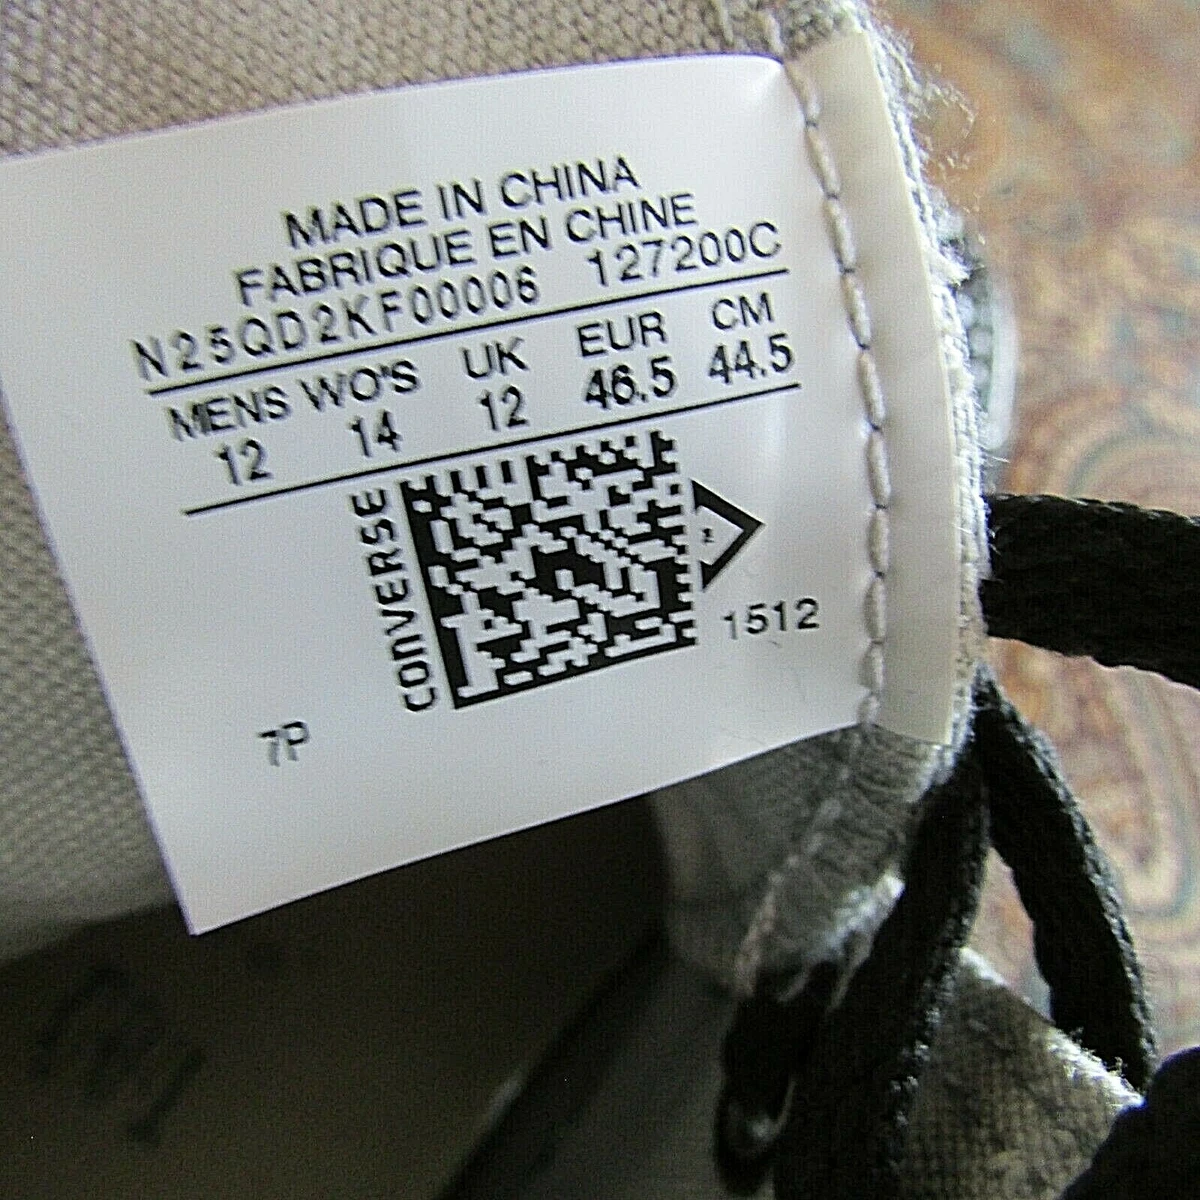 MADE IN CHINA
FABRIQUE EN CHINE
N25QD2KF00006 127200C
MENS WO'S UK EUR CM
12 14 12 46.5 44.5
CONVERSE
1512
7P